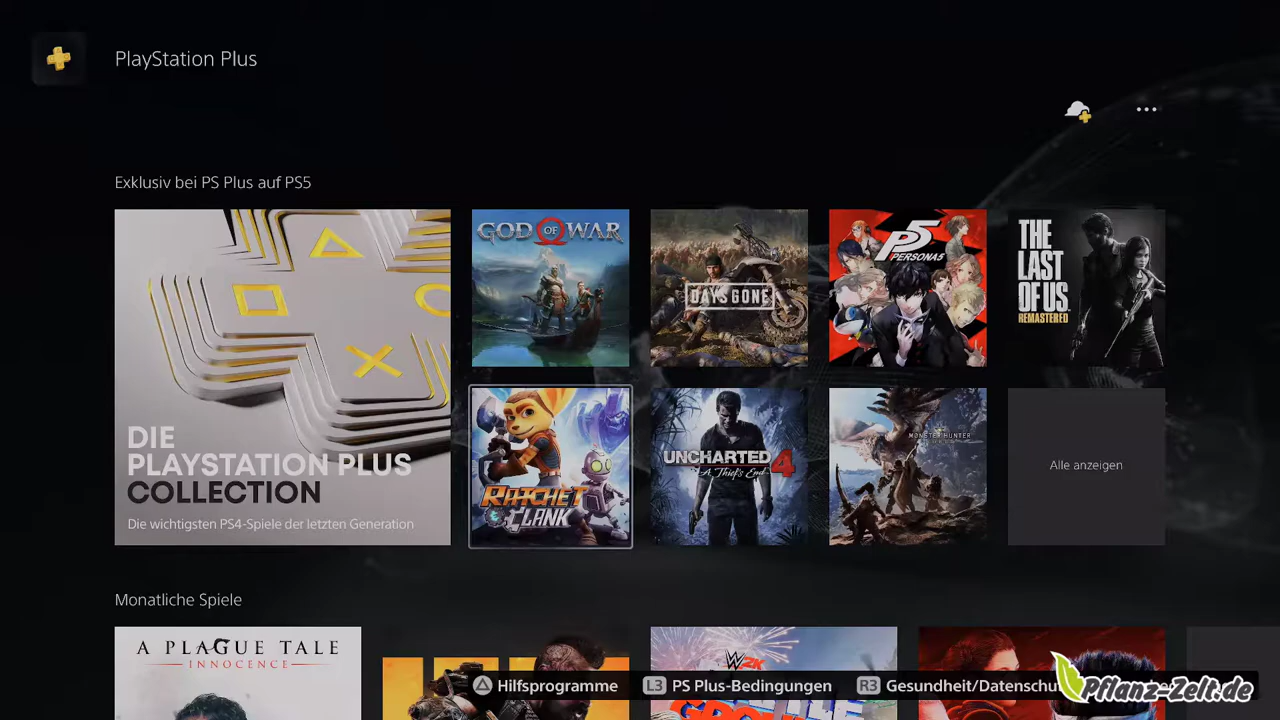 PlayStation Plus
Exklusiv bei PS Plus auf PS5
DIE
PLAYSTATION PLUS
COLLECTION
Die wichtigsten PS4-Spiele der letzten Generation
GOD OF WAR
DAYS GONE
P5
PERSONA5
THE
LAST
OF US
REMASTERED
RATCHET
CLANK
UNCHARTED 4
A Thief's End
MONSTER HUNTER
Alle anzeigen
Monatliche Spiele
A PLAGUE TALE
INNOCENCE
W 2K
Hilfsprogramme
L3 PS Plus-Bedingungen
R3 Gesundheit/Datenschu
Pflanz-Zelt.de